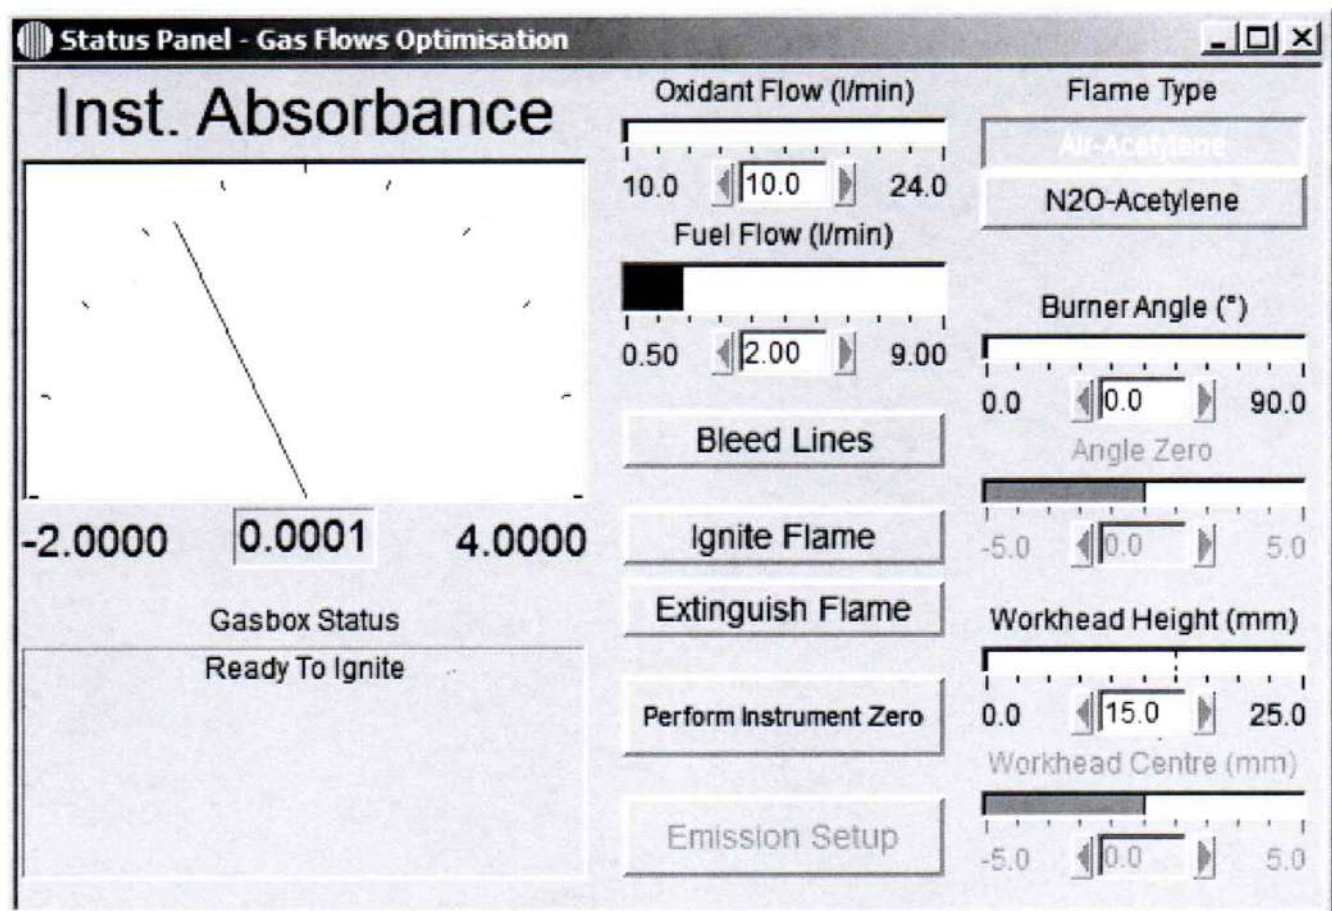 Status Panel - Gas Flows Optimisation
Inst. Absorbance
-2.0000 0.0001 4.0000
Gasbox Status
Ready To Ignite
Oxidant Flow (l/min)
10.0 10.0 24.0
Fuel Flow (l/min)
0.50 2.00 9.00
Bleed Lines
Ignite Flame
Extinguish Flame
Perform Instrument Zero
Emission Setup
Flame Type
Air-Acetylene
N2O-Acetylene
Burner Angle (°)
0.0 0.0 90.0
Angle Zero
-5.0 0.0 5.0
Workhead Height (mm)
0.0 15.0 25.0
Workhead Centre (mm)
-5.0 0.0 5.0